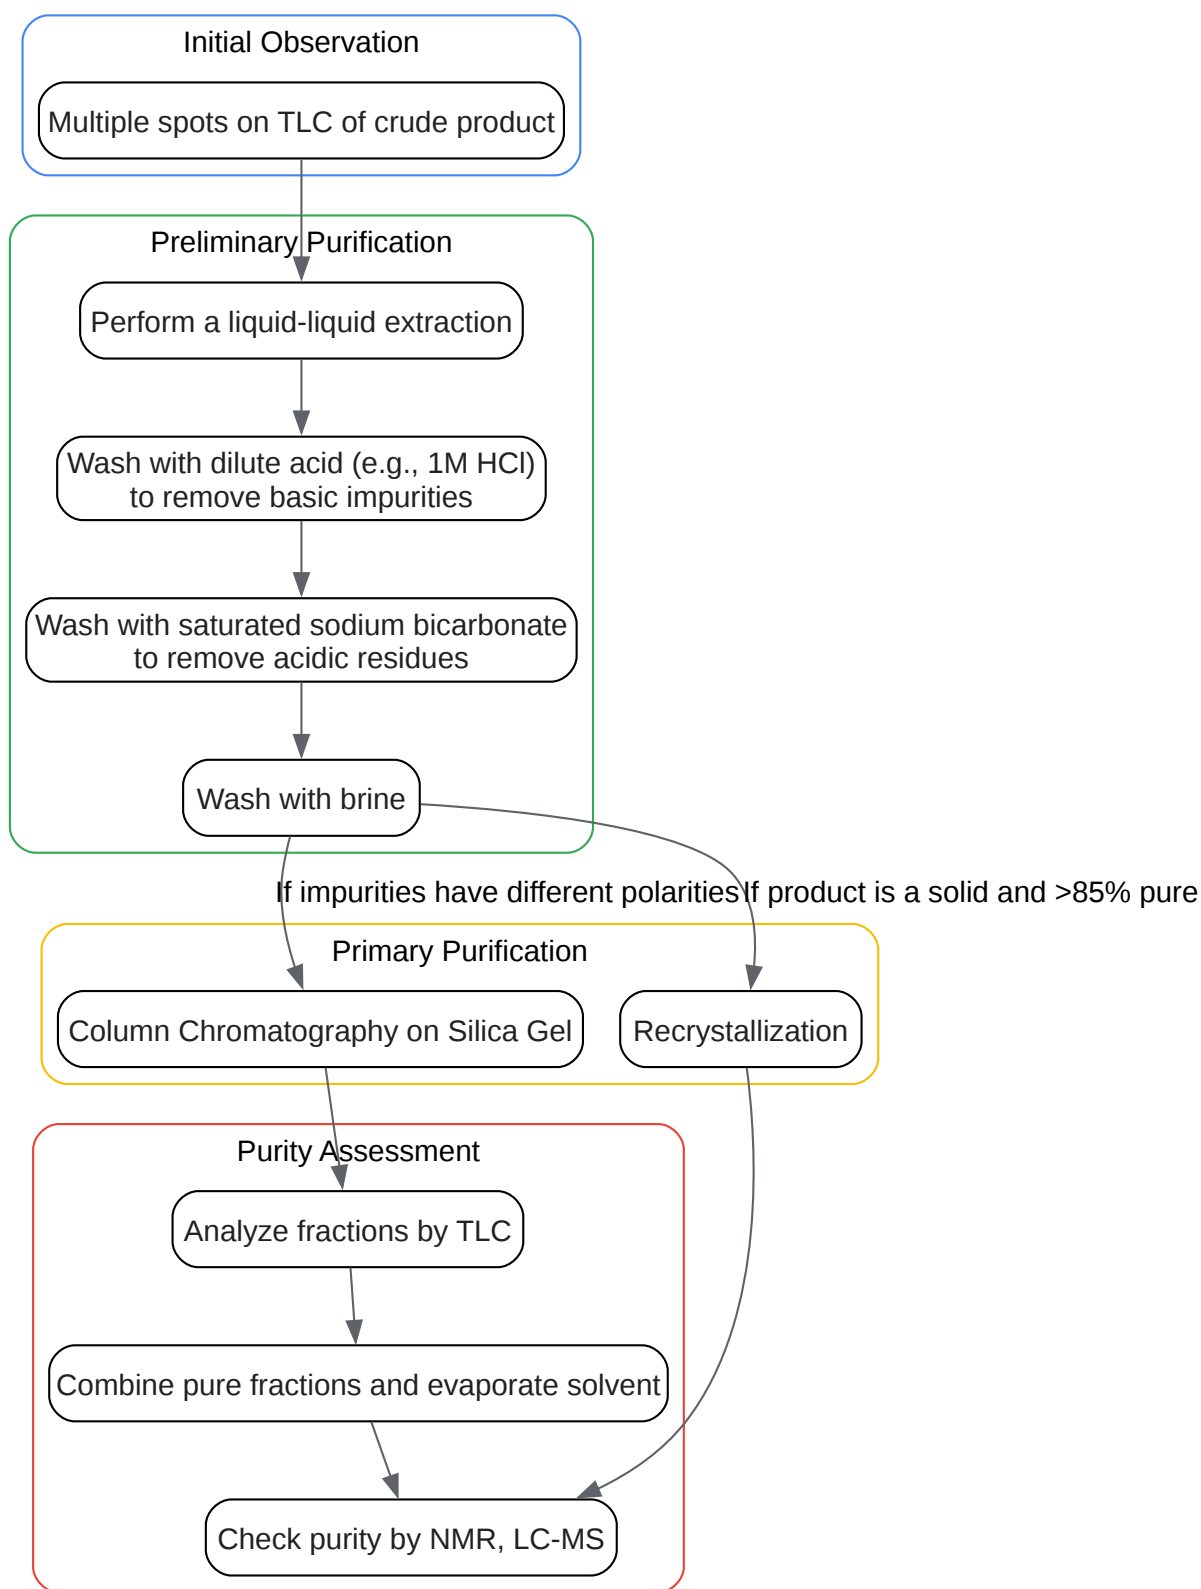 Initial Observation
Multiple spots on TLC of crude product
Preliminary Purification
Perform a liquid-liquid extraction
Wash with dilute acid (e.g., 1M HCl)
to remove basic impurities
Wash with saturated sodium bicarbonate
to remove acidic residues
Wash with brine
If impurities have different polarities
If product is a solid and >85% pure
Primary Purification
Column Chromatography on Silica Gel
Recrystallization
Purity Assessment
Analyze fractions by TLC
Combine pure fractions and evaporate solvent
Check purity by NMR, LC-MS